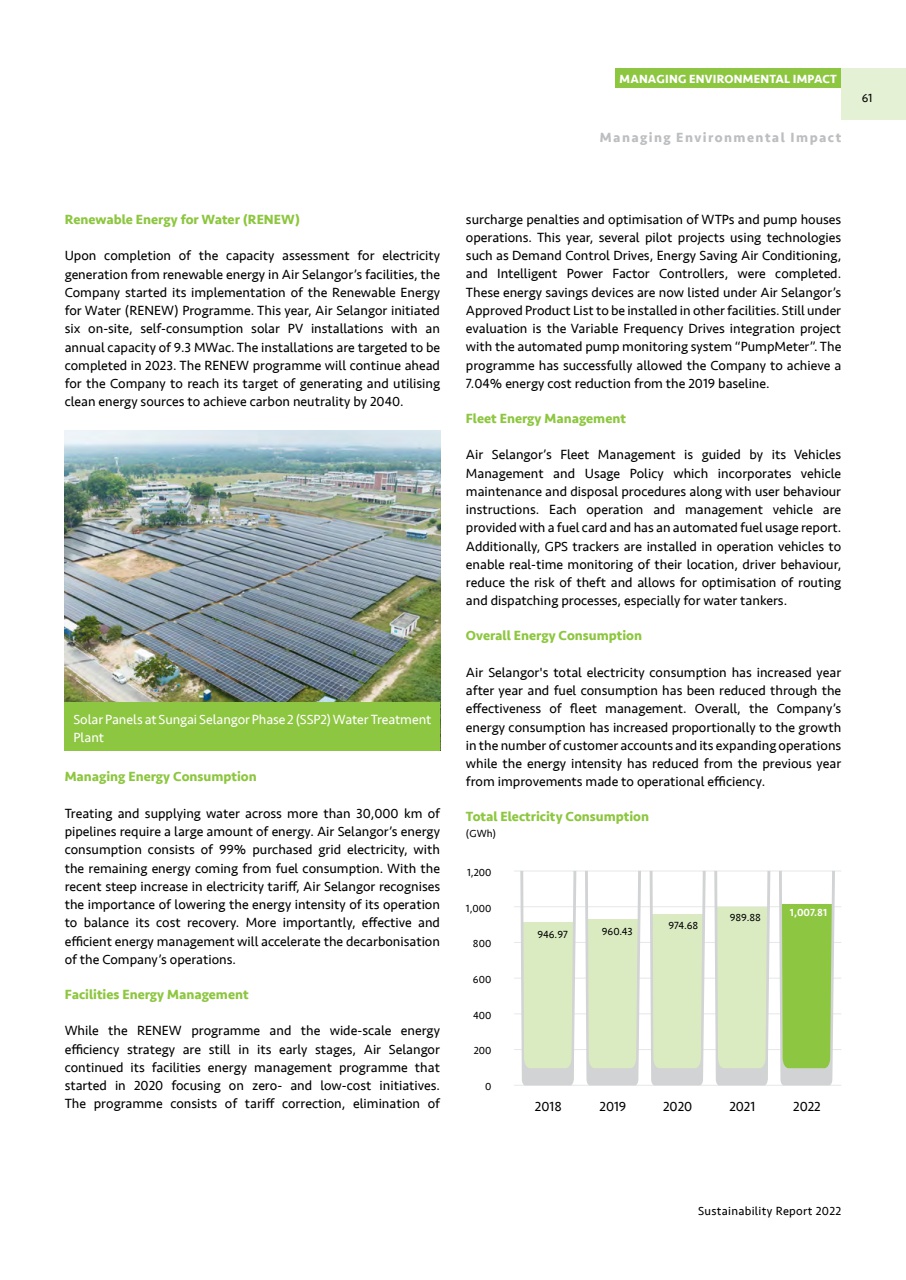 MANAGING ENVIRONMENTAL IMPACT
61
Managing Environmental Impact
Renewable Energy for Water (RENEW)
Upon completion of the capacity assessment for electricity
generation from renewable energy in Air Selangor’s facilities, the
Company started its implementation of the Renewable Energy
for Water (RENEW) Programme. This year, Air Selangor initiated
six on-site, self-consumption solar PV installations with an
annual capacity of 9.3 MWac. The installations are targeted to be
completed in 2023. The RENEW programme will continue ahead
for the Company to reach its target of generating and utilising
clean energy sources to achieve carbon neutrality by 2040.
Solar Panels at Sungai Selangor Phase 2 (SSP2) Water Treatment
Plant
Managing Energy Consumption
Treating and supplying water across more than 30,000 km of
pipelines require a large amount of energy. Air Selangor’s energy
consumption consists of 99% purchased grid electricity, with
the remaining energy coming from fuel consumption. With the
recent steep increase in electricity tariff, Air Selangor recognises
the importance of lowering the energy intensity of its operation
to balance its cost recovery. More importantly, effective and
efficient energy management will accelerate the decarbonisation
of the Company’s operations.
Facilities Energy Management
While the RENEW programme and the wide-scale energy
efficiency strategy are still in its early stages, Air Selangor
continued its facilities energy management programme that
started in 2020 focusing on zero- and low-cost initiatives.
The programme consists of tariff correction, elimination of
surcharge penalties and optimisation of WTPs and pump houses
operations. This year, several pilot projects using technologies
such as Demand Control Drives, Energy Saving Air Conditioning,
and Intelligent Power Factor Controllers, were completed.
These energy savings devices are now listed under Air Selangor’s
Approved Product List to be installed in other facilities. Still under
evaluation is the Variable Frequency Drives integration project
with the automated pump monitoring system “PumpMeter”. The
programme has successfully allowed the Company to achieve a
7.04% energy cost reduction from the 2019 baseline.
Fleet Energy Management
Air Selangor’s Fleet Management is guided by its Vehicles
Management and Usage Policy which incorporates vehicle
maintenance and disposal procedures along with user behaviour
instructions. Each operation and management vehicle are
provided with a fuel card and has an automated fuel usage report.
Additionally, GPS trackers are installed in operation vehicles to
enable real-time monitoring of their location, driver behaviour,
reduce the risk of theft and allows for optimisation of routing
and dispatching processes, especially for water tankers.
Overall Energy Consumption
Air Selangor's total electricity consumption has increased year
after year and fuel consumption has been reduced through the
effectiveness of fleet management. Overall, the Company’s
energy consumption has increased proportionally to the growth
in the number of customer accounts and its expanding operations
while the energy intensity has reduced from the previous year
from improvements made to operational efficiency.
Total Electricity Consumption
(GWh)
1,200
1,000
800
600
400
200
0
946.97
960.43
974.68
989.88
1,007.81
2018
2019
2020
2021
2022
Sustainability Report 2022